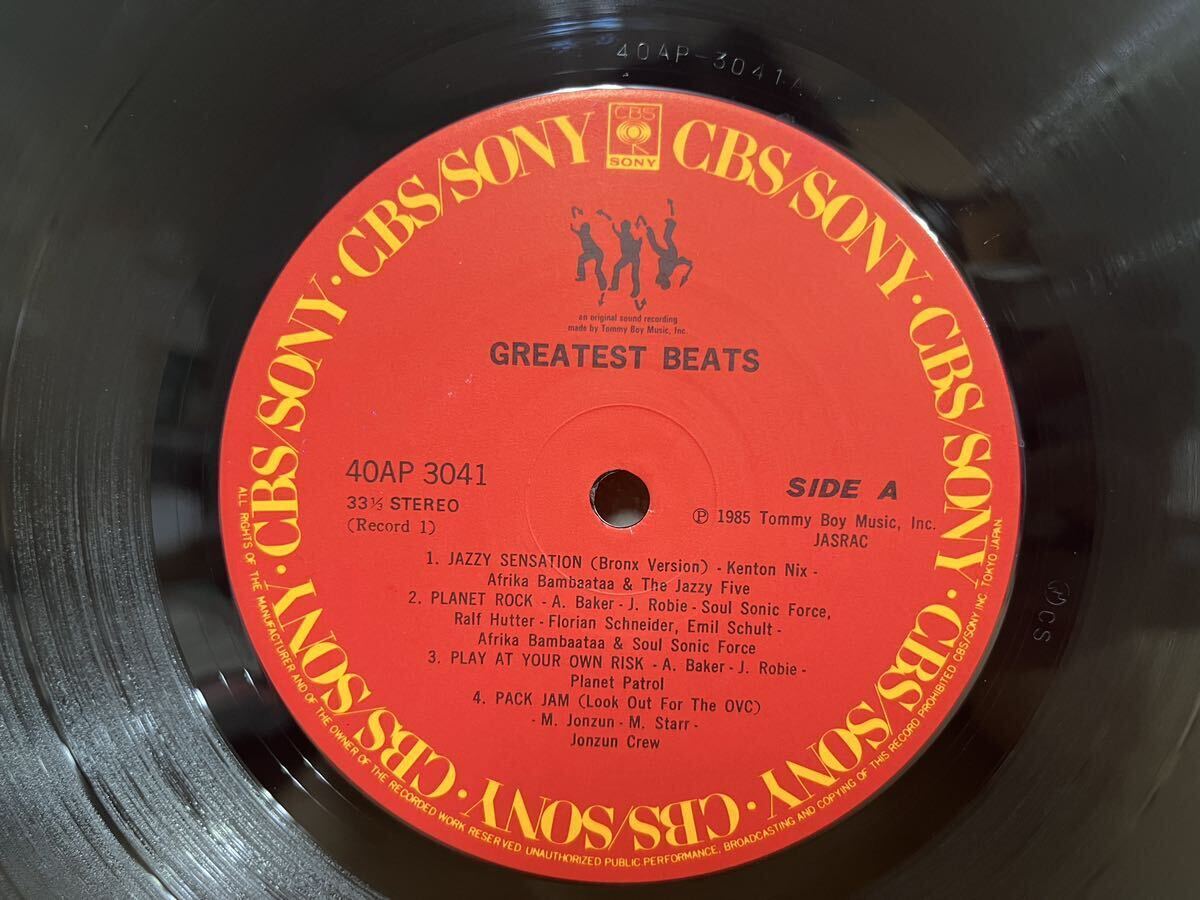 40AP-3041A
CBS/SONY · CBS/SONY · CBS/SONY · CBS/SONY · CBS/SONY · CBS/SONY · CBS/SONY · CBS/SONY
CBS
SONY
an original sound recording
made by Tommy Boy Music, Inc.
GREATEST BEATS
40AP 3041
33⅓ STEREO
(Record 1)
SIDE A
Ⓟ 1985 Tommy Boy Music, Inc.
JASRAC
1. JAZZY SENSATION (Bronx Version) - Kenton Nix -
Afrika Bambaataa & The Jazzy Five
2. PLANET ROCK - A. Baker - J. Robie - Soul Sonic Force,
Ralf Hutter - Florian Schneider, Emil Schult -
Afrika Bambaataa & Soul Sonic Force
3. PLAY AT YOUR OWN RISK - A. Baker - J. Robie -
Planet Patrol
4. PACK JAM (Look Out For The OVC)
- M. Jonzun - M. Starr -
Jonzun Crew
ALL RIGHTS OF THE MANUFACTURER AND OF THE OWNER OF THE RECORDED WORK RESERVED UNAUTHORIZED PUBLIC PERFORMANCE, BROADCASTING AND COPYING OF THIS RECORD PROHIBITED CBS/SONY INC. TOKYO JAPAN.
CS